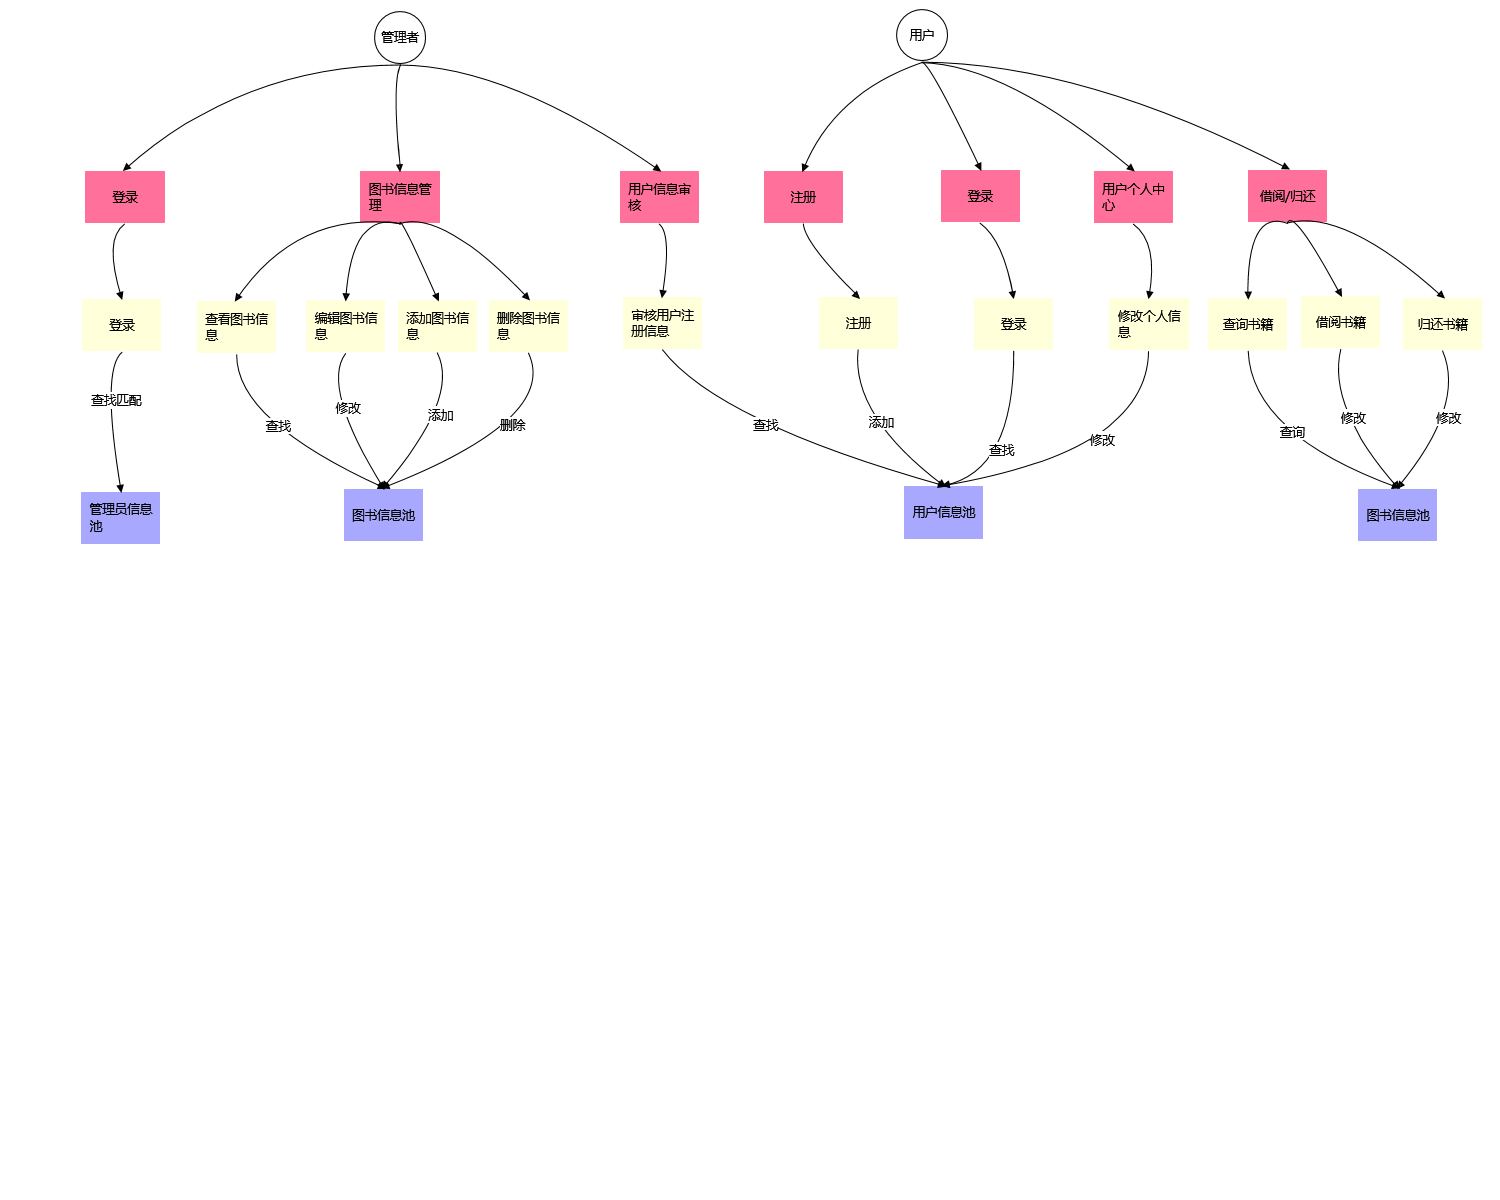 管理者
用户
登录
图书信息管
理
用户信息审
核
注册
登录
用户个人中
心
借阅/归还
登录
查看图书信
息
编辑图书信
息
添加图书信
息
删除图书信
息
审核用户注
册信息
注册
登录
修改个人信
息
查询书籍
借阅书籍
归还书籍
查找匹配
查找
修改
添加
删除
查找
添加
查找
修改
查询
修改
修改
管理员信息
池
图书信息池
用户信息池
图书信息池